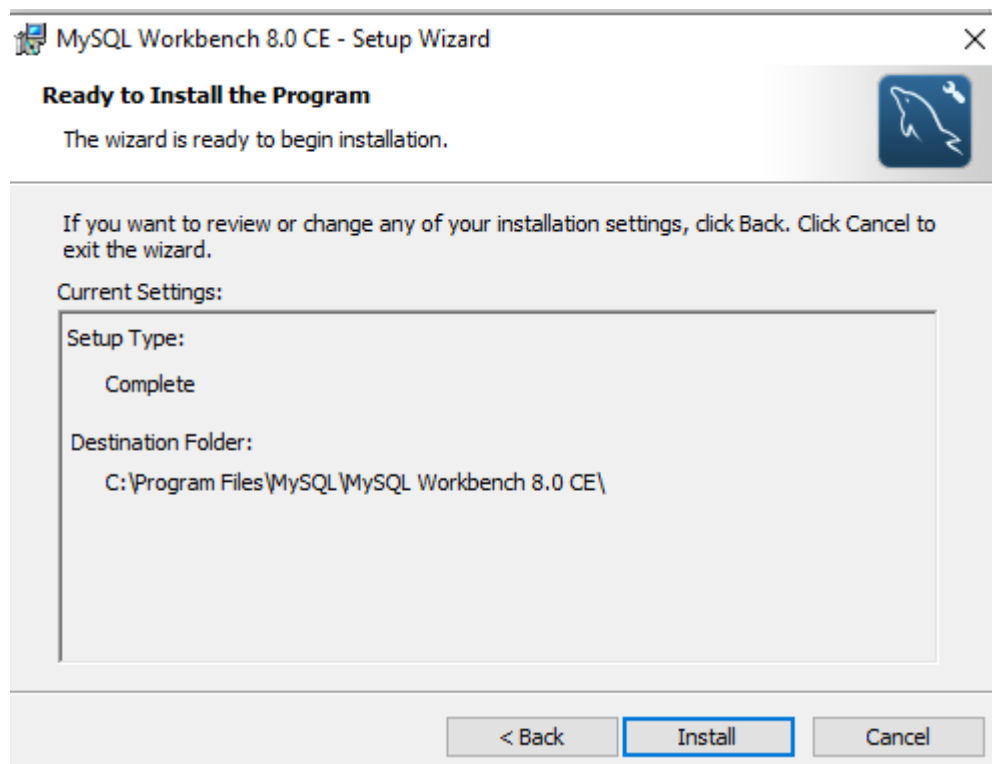 MySQL Workbench 8.0 CE - Setup Wizard
Ready to Install the Program
The wizard is ready to begin installation.
If you want to review or change any of your installation settings, click Back. Click Cancel to
exit the wizard.
Current Settings:
Setup Type:
Complete
Destination Folder:
C:\Program Files\MySQL\MySQL Workbench 8.0 CE\
< Back
Install
Cancel